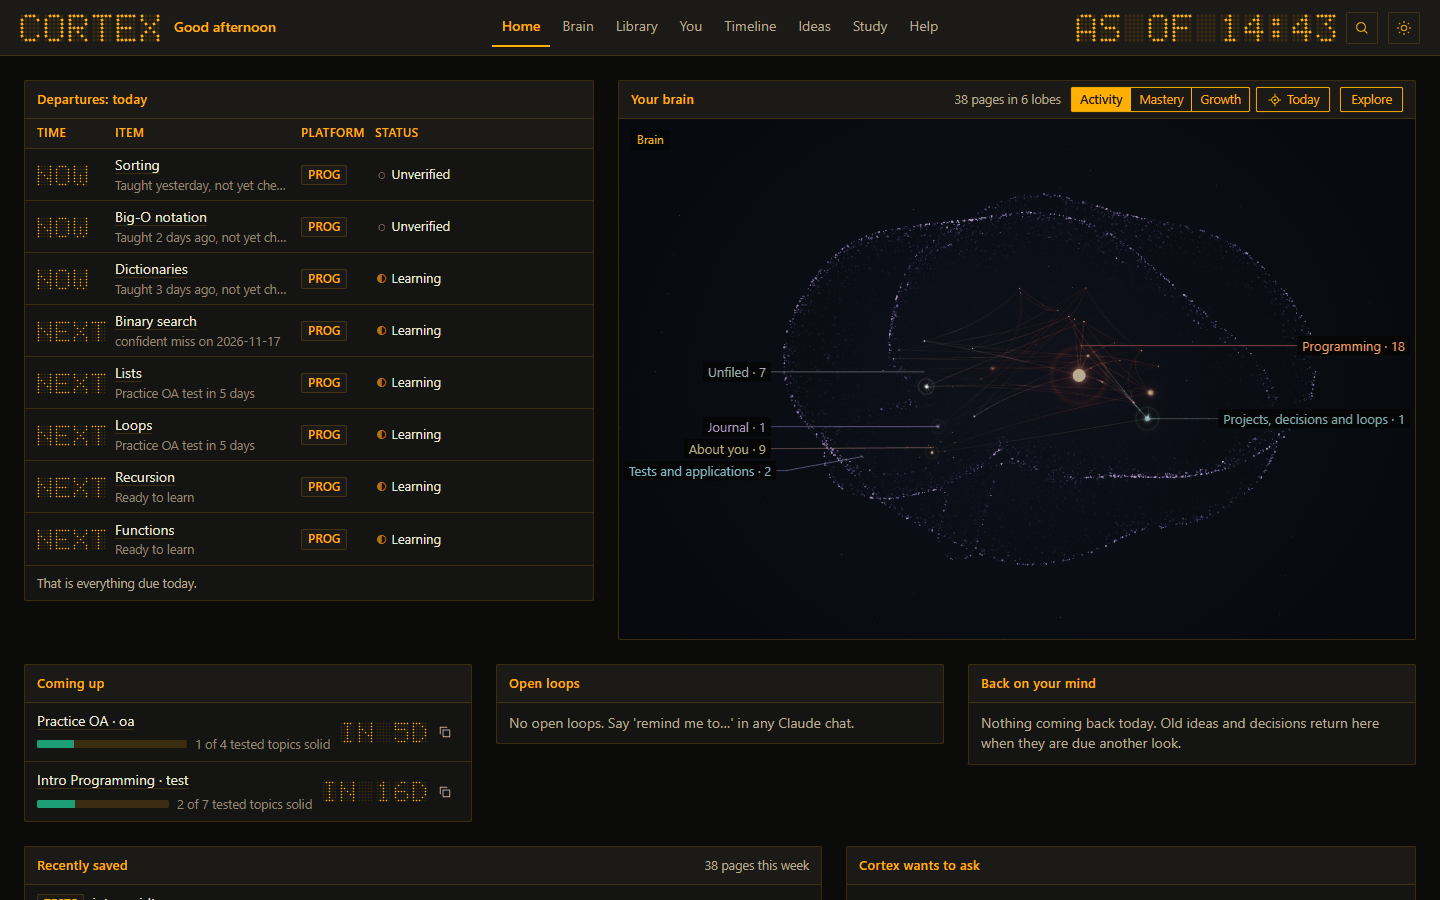 CORTEX Good afternoon
Home Brain Library You Timeline Ideas Study Help
AS OF 14:43
Departures: today
TIME ITEM PLATFORM STATUS
NOW Sorting PROG Unverified
Taught yesterday, not yet che...
NOW Big-O notation PROG Unverified
Taught 2 days ago, not yet ch...
NOW Dictionaries PROG Learning
Taught 3 days ago, not yet ch...
NEXT Binary search PROG Learning
confident miss on 2026-11-17
NEXT Lists PROG Learning
Practice OA test in 5 days
NEXT Loops PROG Learning
Practice OA test in 5 days
NEXT Recursion PROG Learning
Ready to learn
NEXT Functions PROG Learning
Ready to learn
That is everything due today.
Your brain 38 pages in 6 lobes Activity Mastery Growth Today Explore
Brain
Programming · 18
Unfiled · 7
Projects, decisions and loops · 1
Journal · 1
About you · 9
Tests and applications · 2
Coming up
Practice OA · oa
1 of 4 tested topics solid IN 5D
Intro Programming · test
2 of 7 tested topics solid IN 16D
Open loops
No open loops. Say 'remind me to...' in any Claude chat.
Back on your mind
Nothing coming back today. Old ideas and decisions return here
when they are due another look.
Recently saved 38 pages this week
Cortex wants to ask